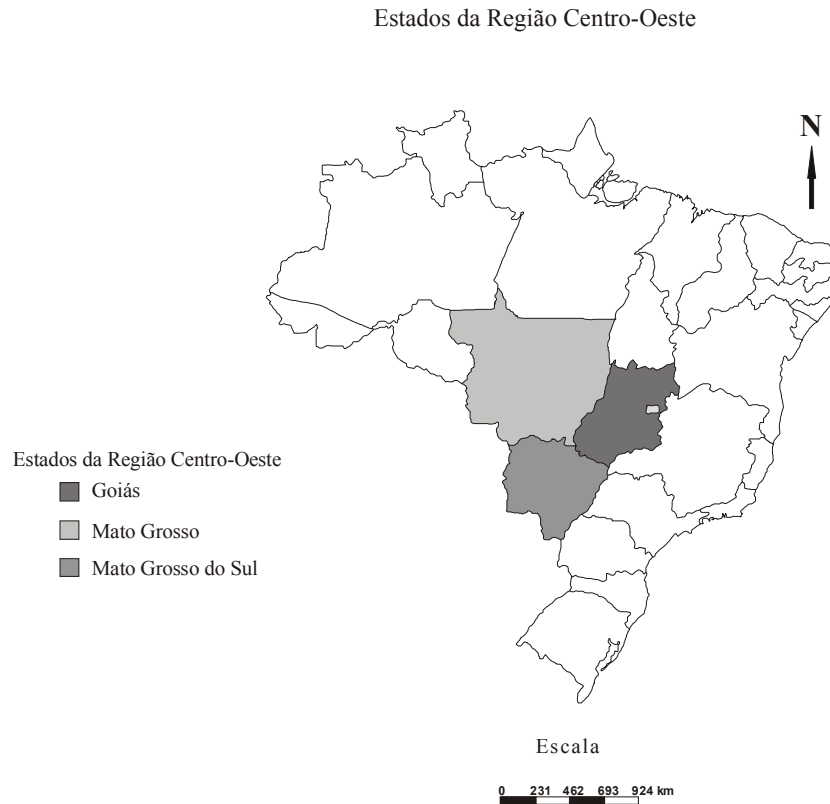 Estados da Região Centro-Oeste
N
Estados da Região Centro-Oeste
Goiás
Mato Grosso
Mato Grosso do Sul
Escala
0 231 462 693 924 km